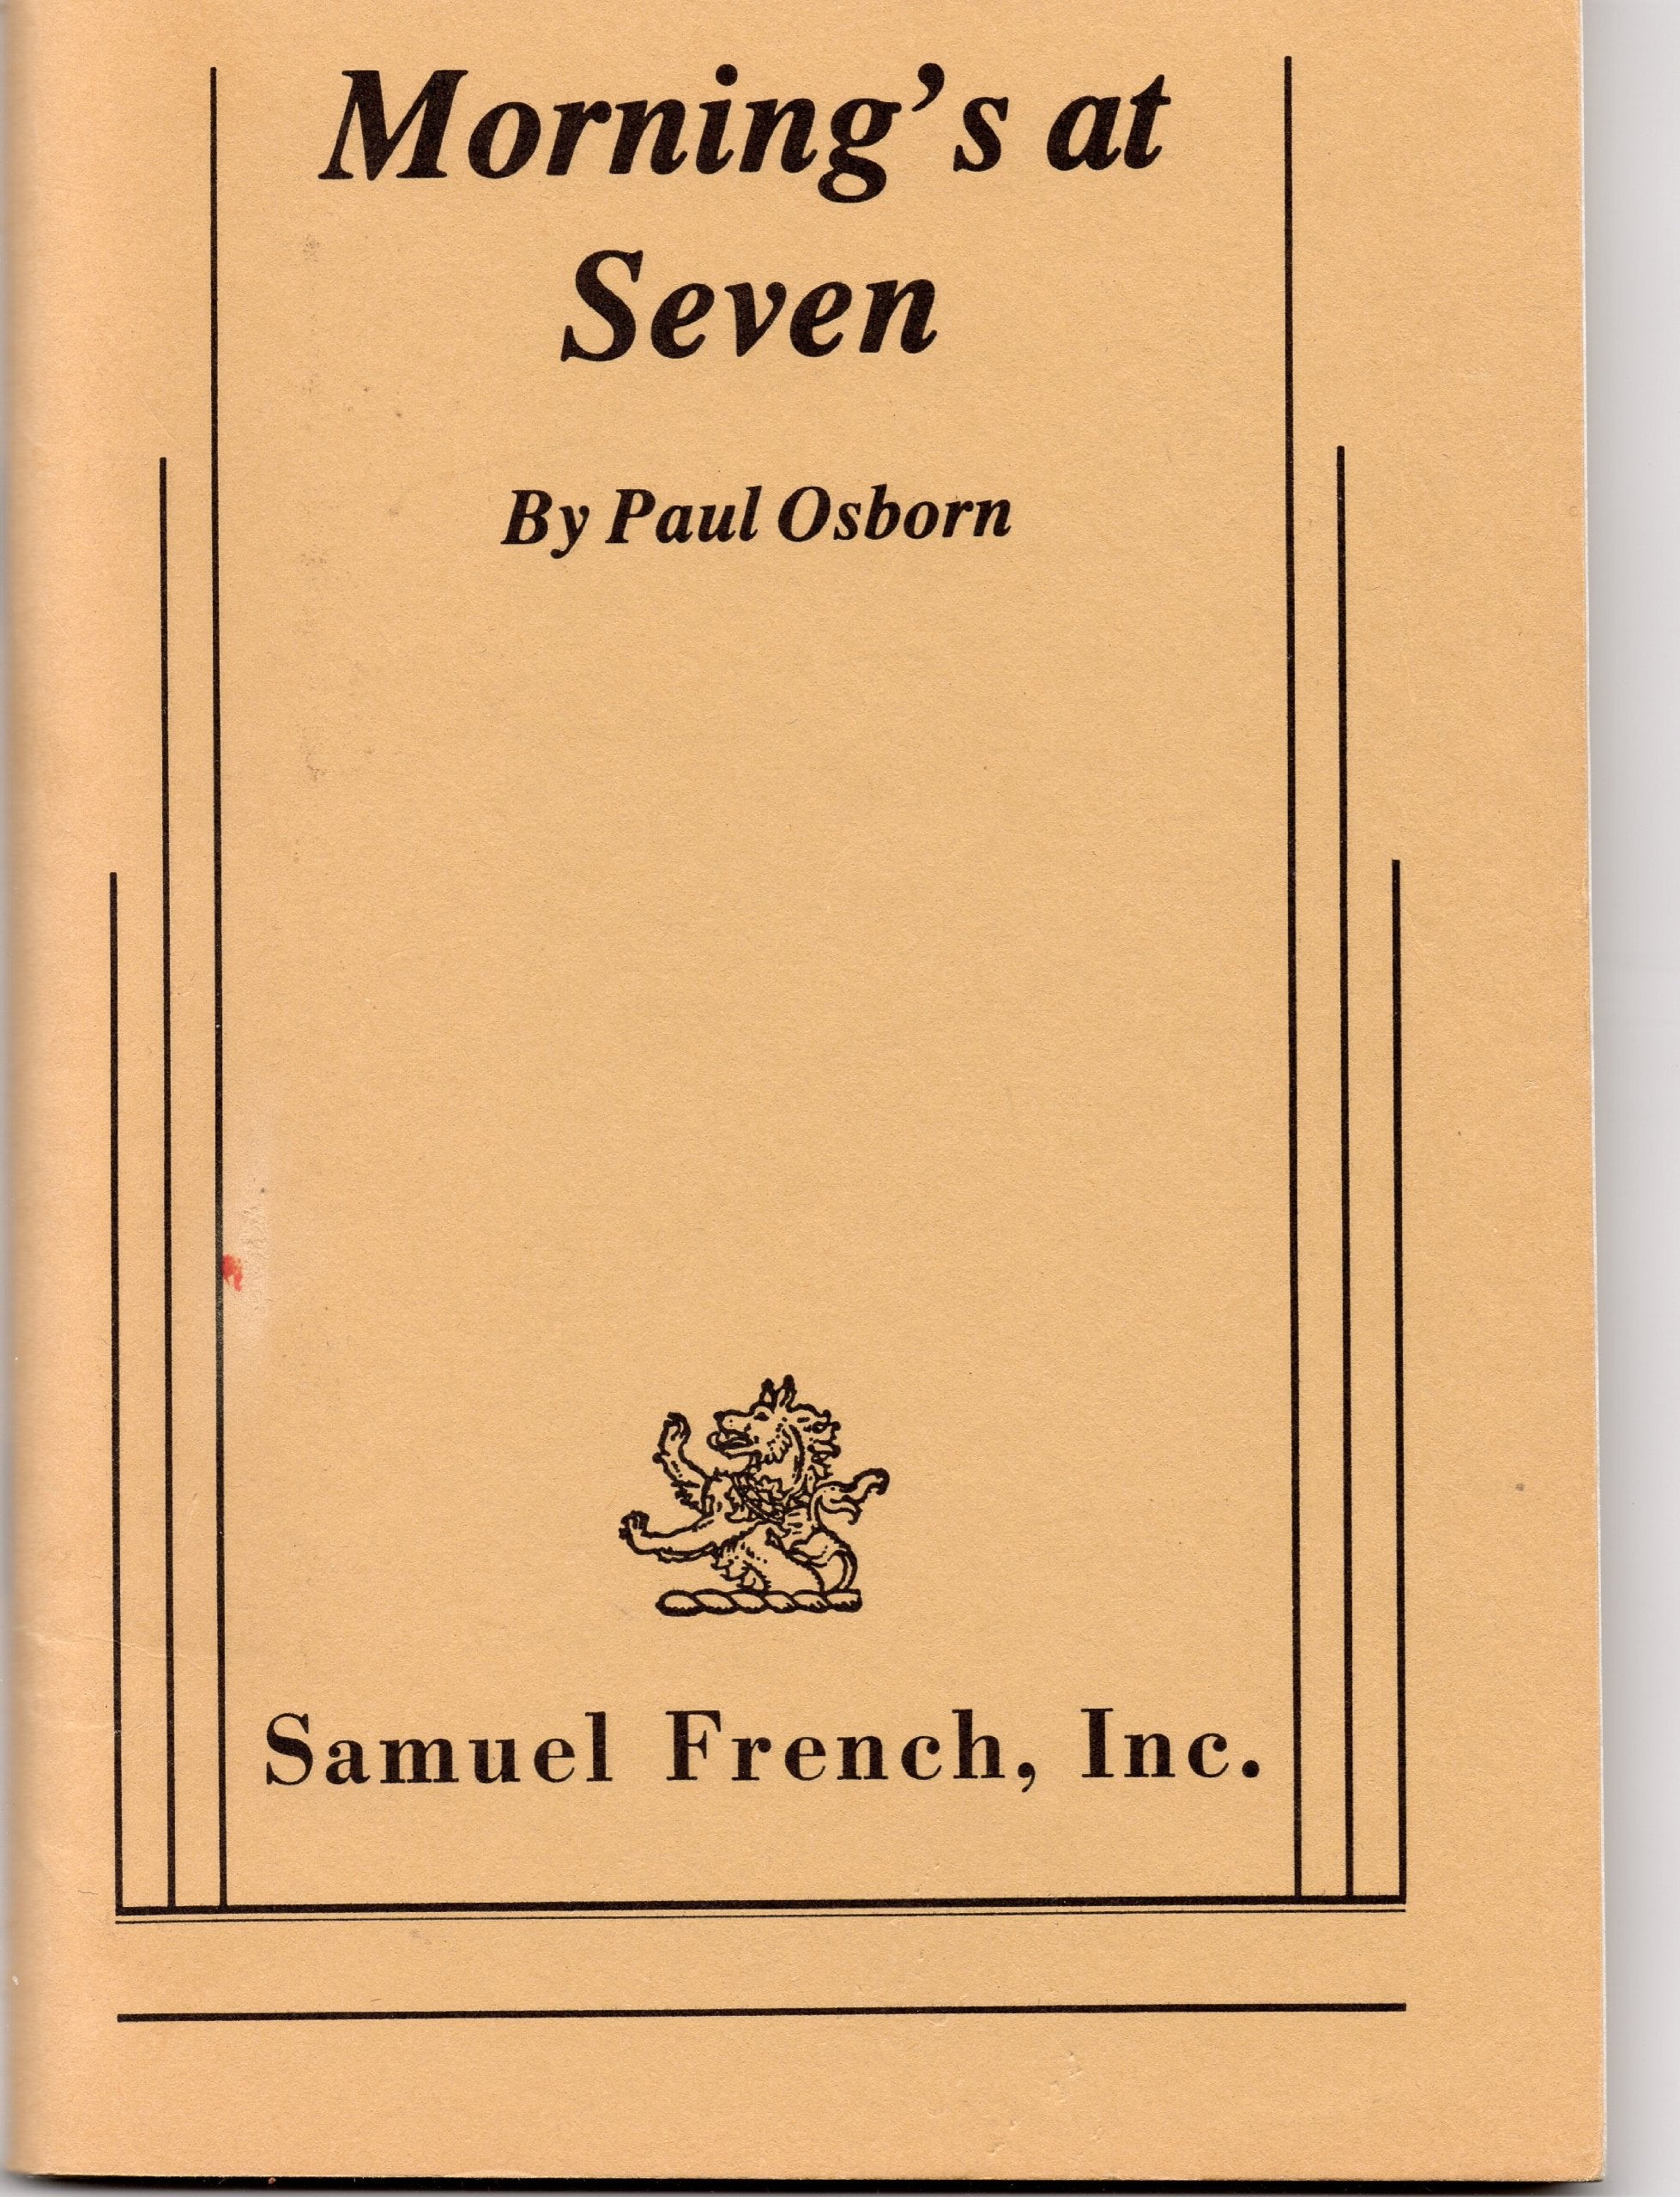 Morning's at
Seven
By Paul Osborn
Samuel French, Inc.